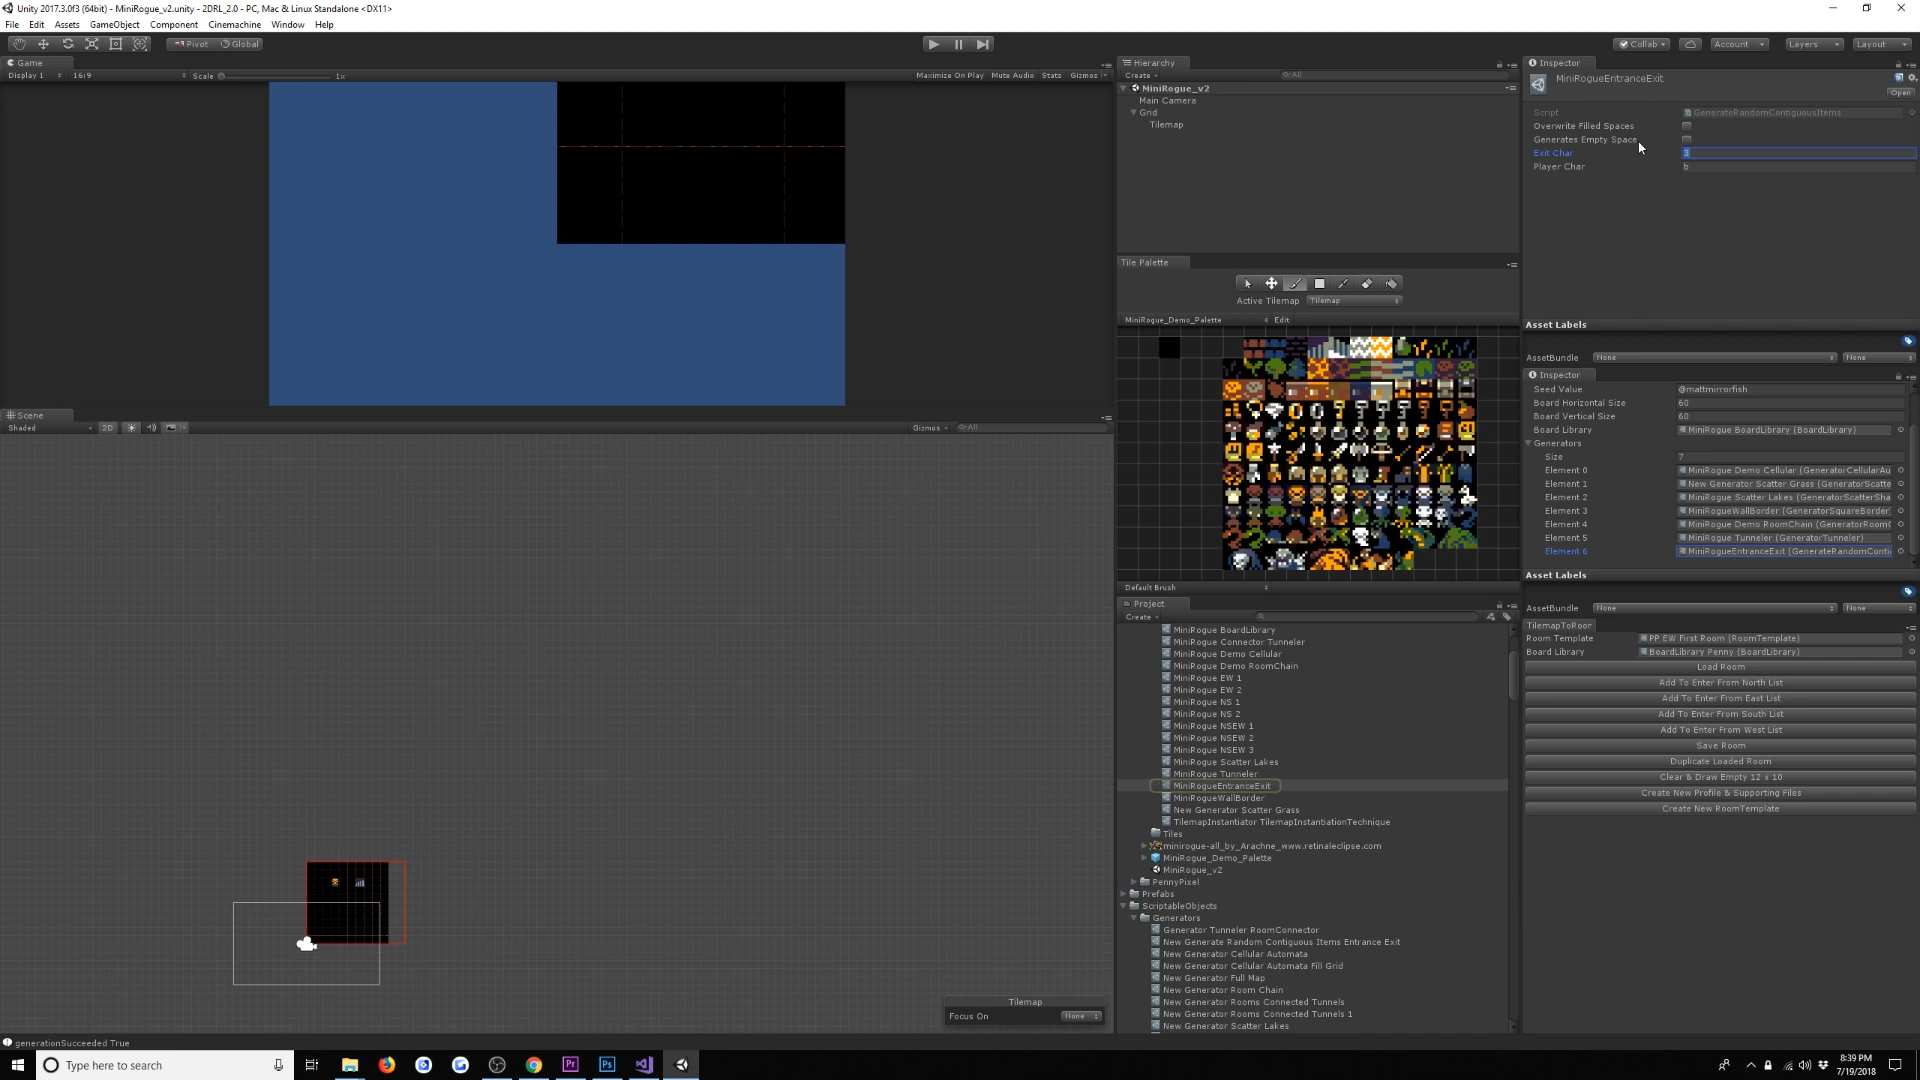 Unity 2017.3.0f3 (64bit) - MiniRogue_v2.unity - 2DRL_2.0 - PC, Mac & Linux Standalone <DX11>
File Edit Assets GameObject Component Cinemachine Window Help
Pivot Global
Collab Account Layers Layout
Game
Display 1 16:9 Scale 1x Maximize On Play Mute Audio Stats Gizmos
Scene
Shaded 2D Gizmos All
Tilemap
Focus On None
Hierarchy
Create All
MiniRogue_v2
Main Camera
Grid
Tilemap
Tile Palette
Active Tilemap Tilemap
MiniRogue_Demo_Palette Edit
Default Brush
Project
Create
MiniRogue BoardLibrary
MiniRogue Connector Tunneler
MiniRogue Demo Cellular
MiniRogue Demo RoomChain
MiniRogue EW 1
MiniRogue EW 2
MiniRogue NS 1
MiniRogue NS 2
MiniRogue NSEW 1
MiniRogue NSEW 2
MiniRogue NSEW 3
MiniRogue Scatter Lakes
MiniRogue Tunneler
MiniRogueEntranceExit
MiniRogueWallBorder
New Generator Scatter Grass
TilemapInstantiator TilemapInstantiationTechnique
Tiles
minirogue-all_by_Arachne_www.retinaleclipse.com
MiniRogue_Demo_Palette
MiniRogue_v2
PennyPixel
Prefabs
ScriptableObjects
Generators
Generator Tunneler RoomConnector
New Generate Random Contiguous Items Entrance Exit
New Generator Cellular Automata
New Generator Cellular Automata Fill Grid
New Generator Full Map
New Generator Room Chain
New Generator Rooms Connected Tunnels
New Generator Rooms Connected Tunnels 1
New Generator Scatter Lakes
Inspector
MiniRogueEntranceExit
Open
Script GenerateRandomContiguousItems
Overwrite Filled Spaces
Generates Empty Space
Exit Char 3
Player Char b
Asset Labels
AssetBundle None None
Inspector
Seed Value @mattmirrorfish
Board Horizontal Size 60
Board Vertical Size 60
Board Library MiniRogue BoardLibrary (BoardLibrary)
Generators
Size 7
Element 0 MiniRogue Demo Cellular (GeneratorCellularAu
Element 1 New Generator Scatter Grass (GeneratorScatte
Element 2 MiniRogue Scatter Lakes (GeneratorScatterSha
Element 3 MiniRogueWallBorder (GeneratorSquareBorder
Element 4 MiniRogue Demo RoomChain (GeneratorRoomC
Element 5 MiniRogue Tunneler (GeneratorTunneler)
Element 6 MiniRogueEntranceExit (GenerateRandomConti
Asset Labels
AssetBundle None None
TilemapToRoor
Room Template PP EW First Room (RoomTemplate)
Board Library BoardLibrary Penny (BoardLibrary)
Load Room
Add To Enter From North List
Add To Enter From East List
Add To Enter From South List
Add To Enter From West List
Save Room
Duplicate Loaded Room
Clear & Draw Empty 12 x 10
Create New Profile & Supporting Files
Create New RoomTemplate
generationSucceeded True
Type here to search
8:39 PM
7/19/2018